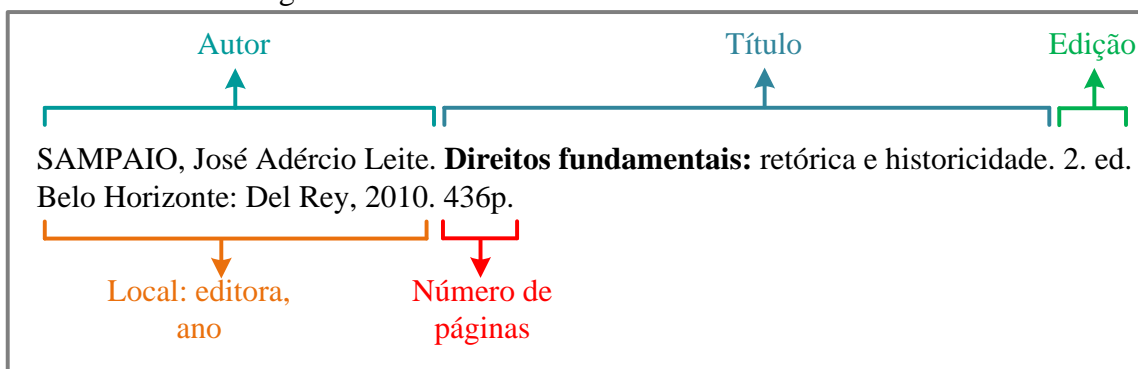 Autor Título Edição
SAMPAIO, José Adércio Leite. Direitos fundamentais: retórica e historicidade. 2. ed.
Belo Horizonte: Del Rey, 2010. 436p.
Local: editora,
ano
Número de
páginas